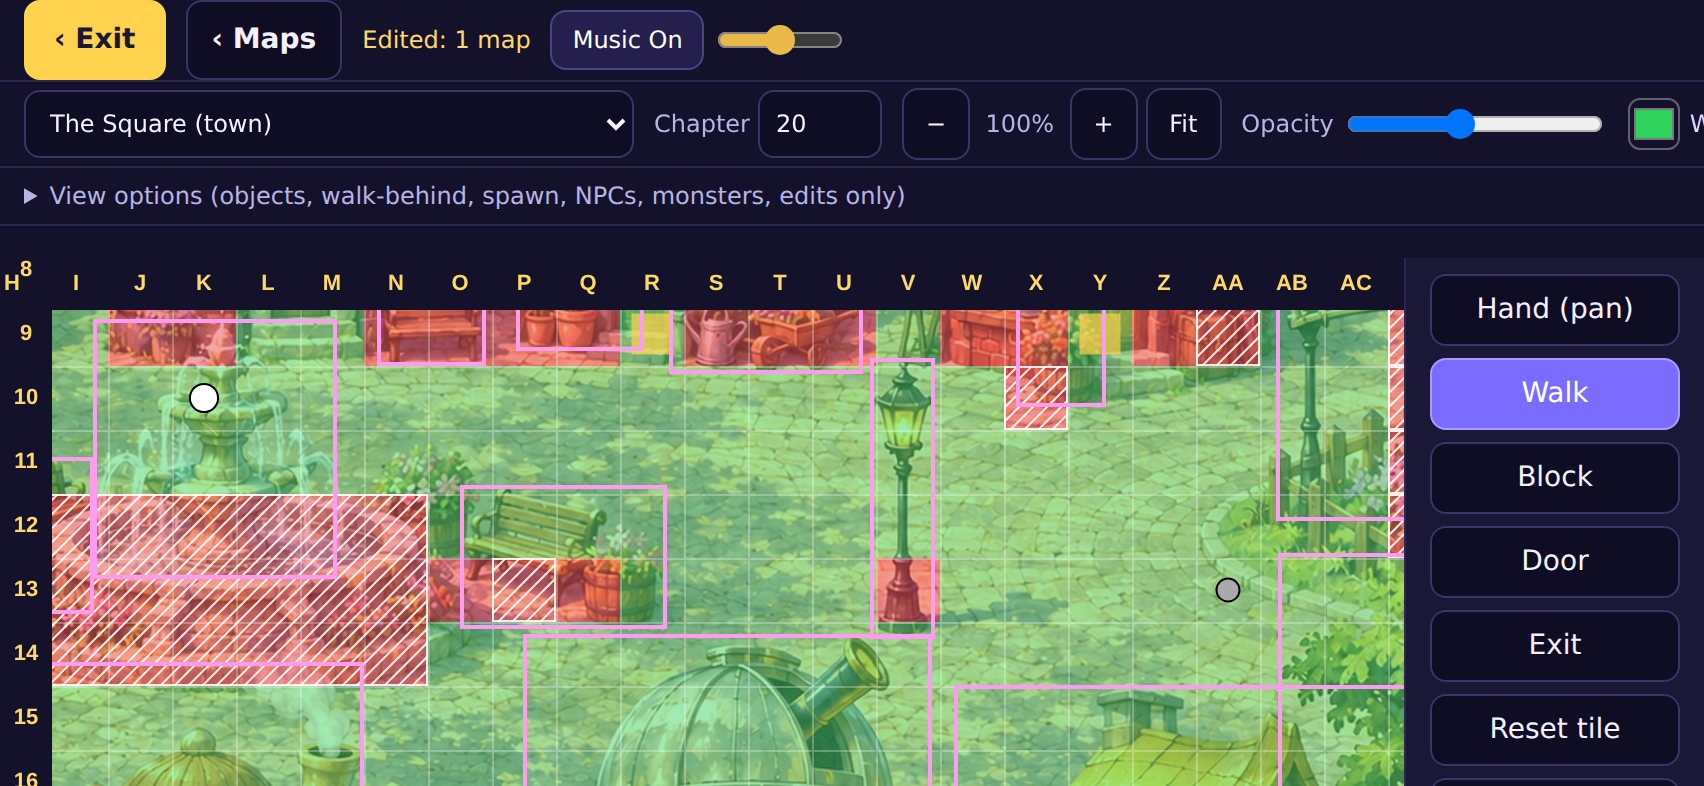 ‹ Exit
‹ Maps
Edited: 1 map
Music On
The Square (town)
Chapter
20
−
100%
+
Fit
Opacity
▶ View options (objects, walk-behind, spawn, NPCs, monsters, edits only)
H I J K L M N O P Q R S T U V W X Y Z AA AB AC
8
9
10
11
12
13
14
15
16
Hand (pan)
Walk
Block
Door
Exit
Reset tile